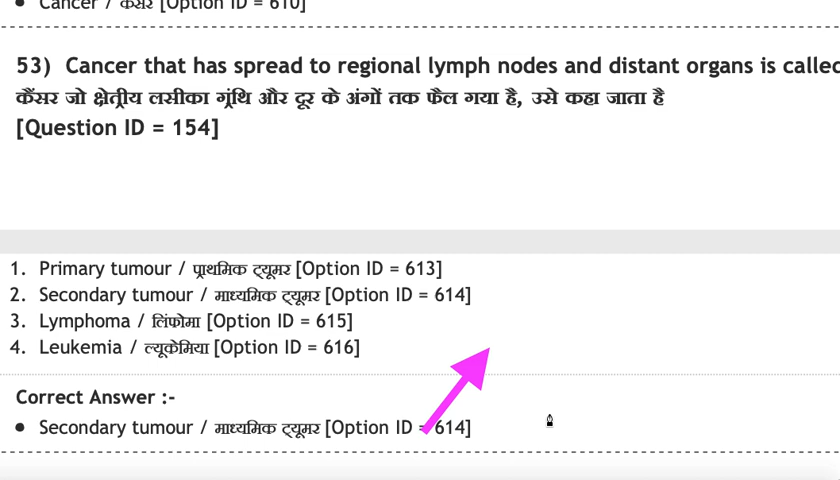 • Cancer / कैंसर [Option ID = 610]
53) Cancer that has spread to regional lymph nodes and distant organs is called
कैंसर जो क्षेत्रीय लसीका ग्रंथि और दूर के अंगों तक फैल गया है, उसे कहा जाता है
[Question ID = 154]
1. Primary tumour / प्राथमिक ट्यूमर [Option ID = 613]
2. Secondary tumour / माध्यमिक ट्यूमर [Option ID = 614]
3. Lymphoma / लिंफोमा [Option ID = 615]
4. Leukemia / ल्यूकेमिया [Option ID = 616]
Correct Answer :-
• Secondary tumour / माध्यमिक ट्यूमर [Option ID = 614]